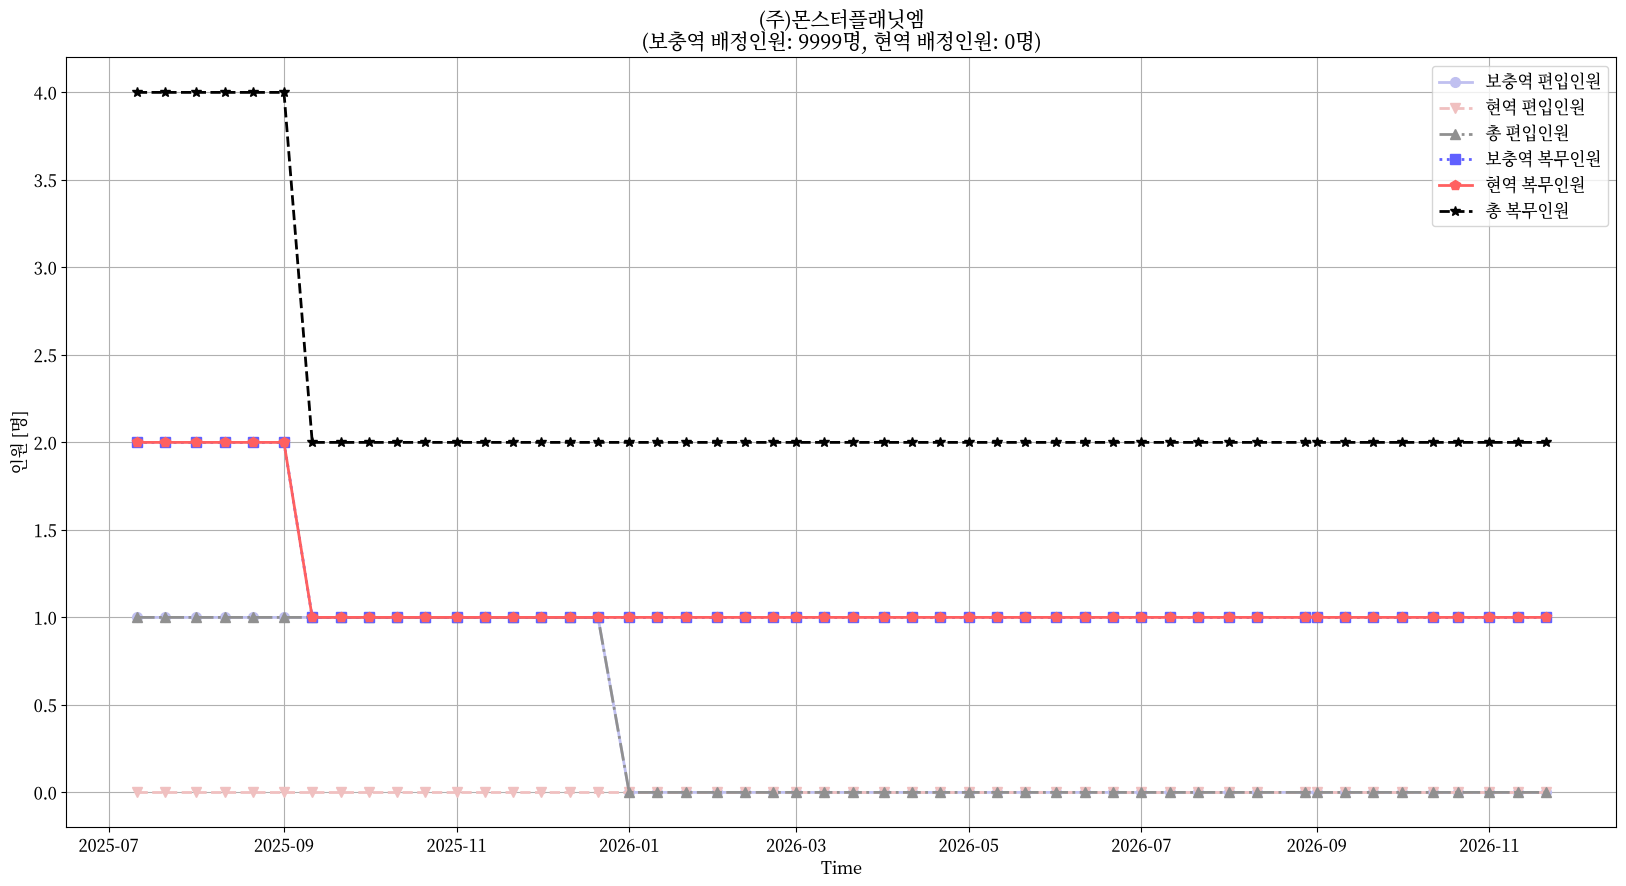 (주)몬스터플래닛엠
(보충역 배정인원: 9999명, 현역 배정인원: 0명)
보충역 편입인원
현역 편입인원
총 편입인원
보충역 복무인원
현역 복무인원
총 복무인원
인원 [명]
4.0
3.5
3.0
2.5
2.0
1.5
1.0
0.5
0.0
2025-07
2025-09
2025-11
2026-01
2026-03
2026-05
2026-07
2026-09
2026-11
Time